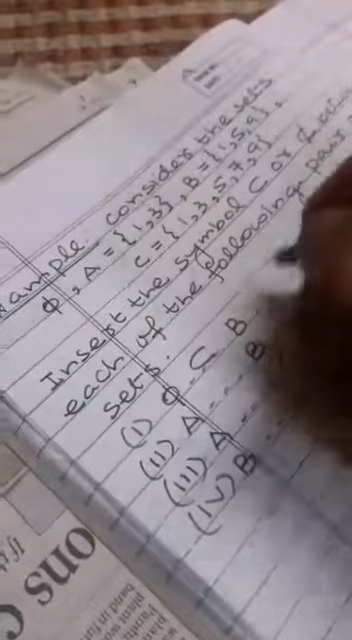 Example. Consider the sets
φ, A = {1,3}, B = {1,5,9},
C = {1,3,5,7,9}
Insert the symbol ⊂ or
each of the following pair
sets.
(i) φ ⊂ B
(ii) A --- B
(iii) A --
(iv) B --
ons